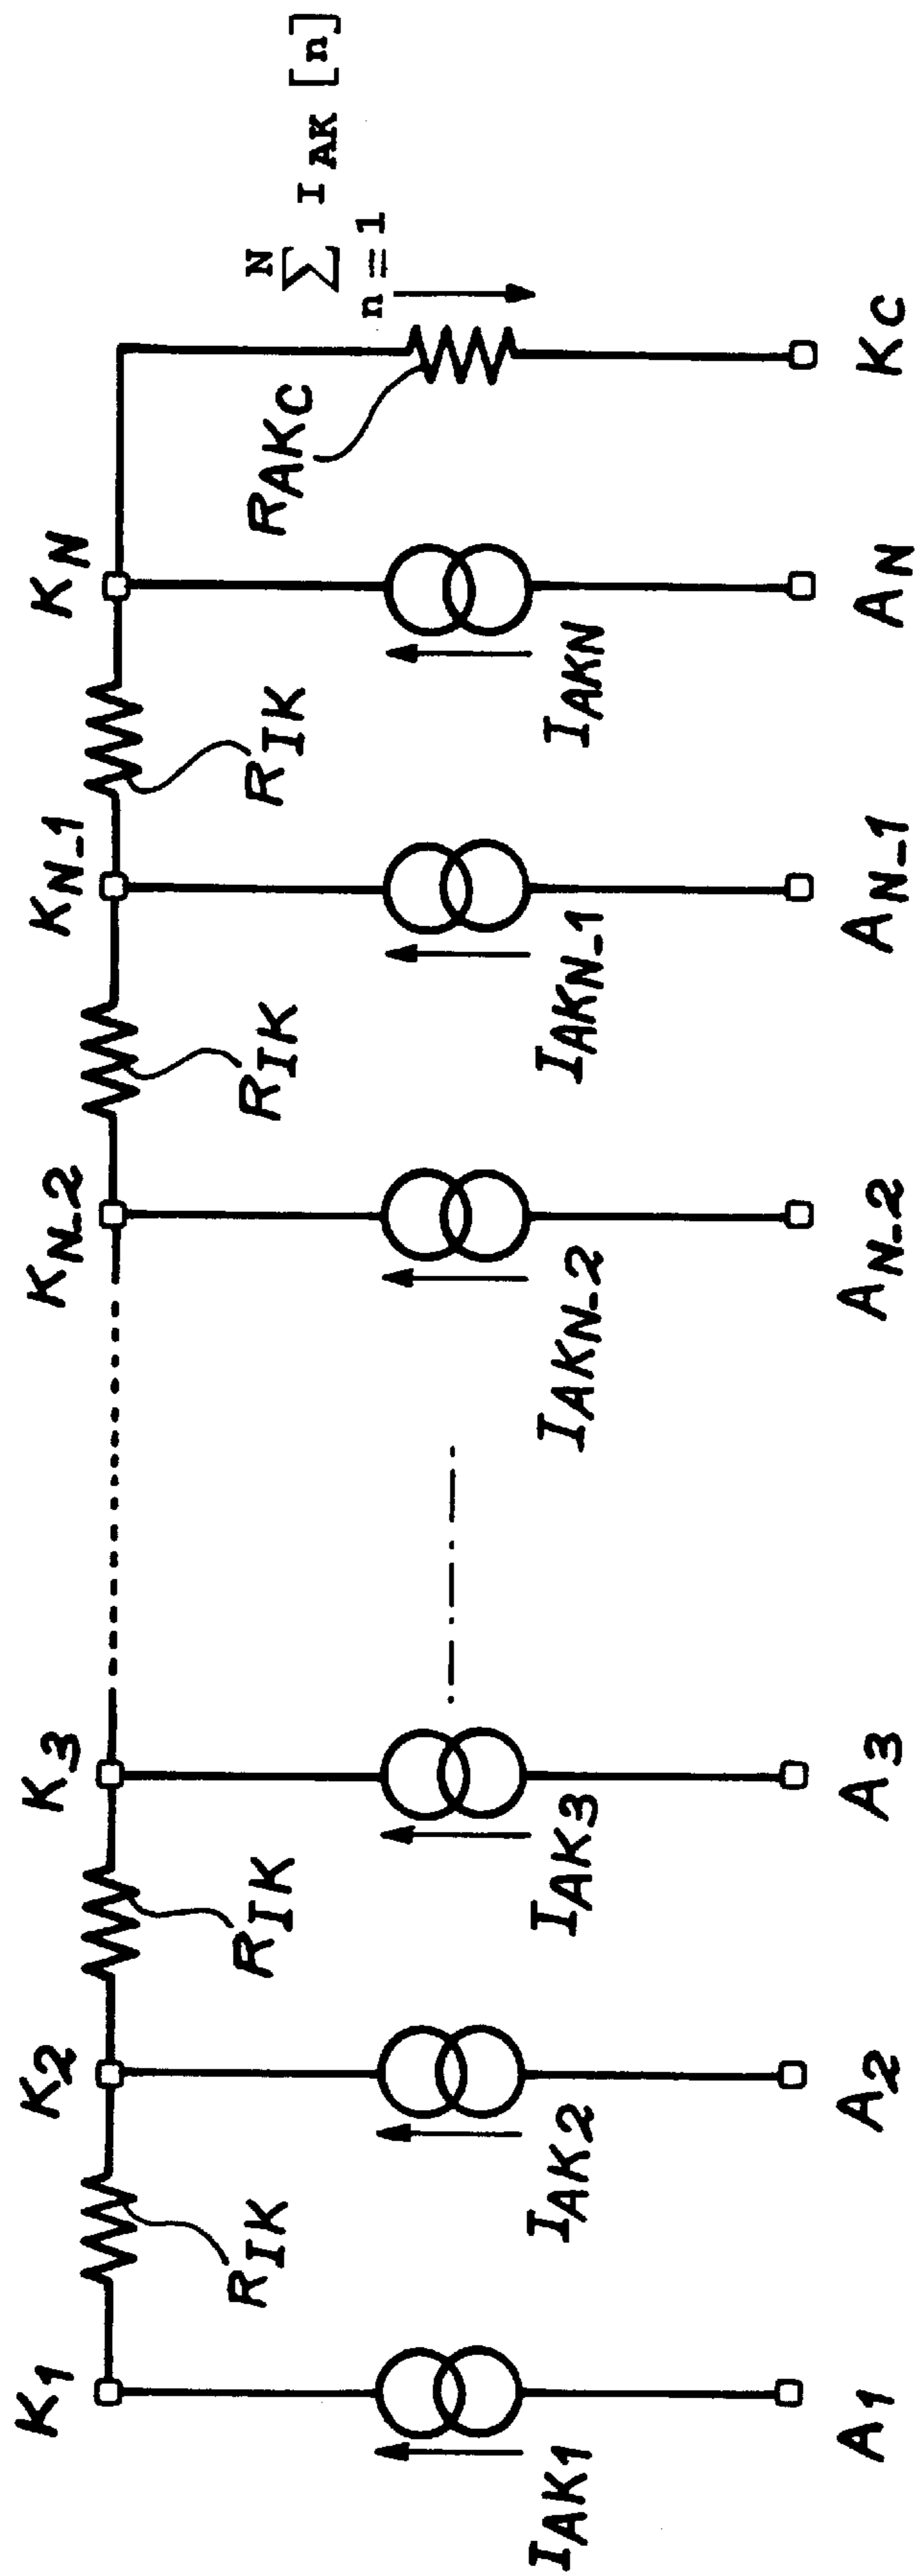 K1 K2 K3 KN-2 KN-1 KN
RIK RIK RIK RIK RAKC
N
∑ IAK [n]
n=1
IAK1 IAK2 IAK3 IAKN-2 IAKN-1 IAKN
A1 A2 A3 AN-2 AN-1 AN KC